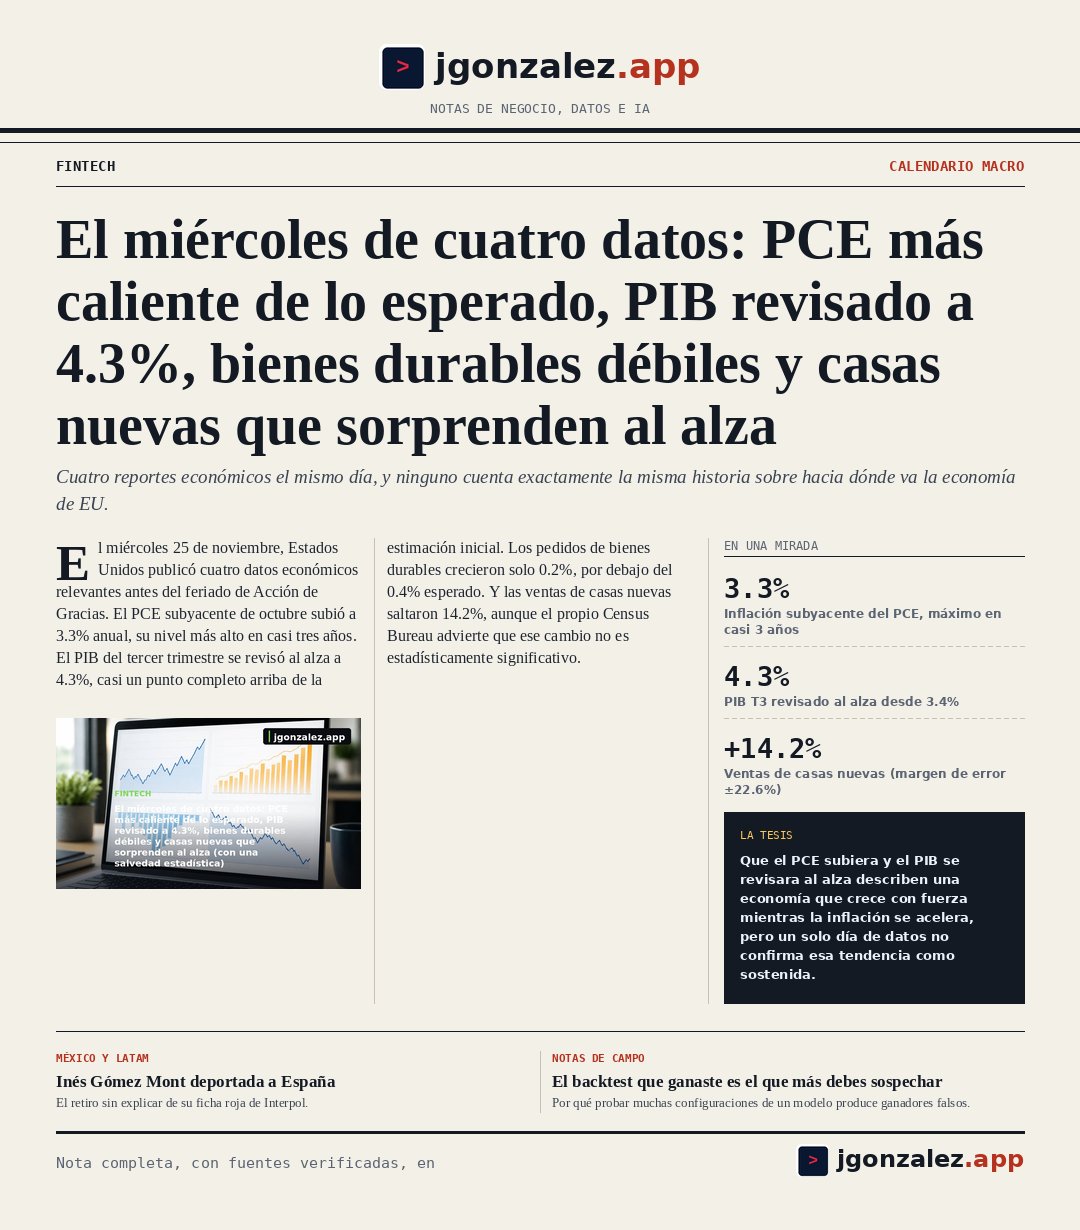 > jgonzalez.app
NOTAS DE NEGOCIO, DATOS E IA
FINTECH
CALENDARIO MACRO
El miércoles de cuatro datos: PCE más
caliente de lo esperado, PIB revisado a
4.3%, bienes durables débiles y casas
nuevas que sorprenden al alza
Cuatro reportes económicos el mismo día, y ninguno cuenta exactamente la misma historia sobre hacia dónde va la economía
de EU.
El miércoles 25 de noviembre, Estados
Unidos publicó cuatro datos económicos
relevantes antes del feriado de Acción de
Gracias. El PCE subyacente de octubre subió a
3.3% anual, su nivel más alto en casi tres años.
El PIB del tercer trimestre se revisó al alza a
4.3%, casi un punto completo arriba de la
estimación inicial. Los pedidos de bienes
durables crecieron solo 0.2%, por debajo del
0.4% esperado. Y las ventas de casas nuevas
saltaron 14.2%, aunque el propio Census
Bureau advierte que ese cambio no es
estadísticamente significativo.
jgonzalez.app
FINTECH
El miércoles de cuatro datos: PCE
más caliente de lo esperado, PIB
revisado a 4.3%, bienes durables
débiles y casas nuevas que
sorprenden al alza (con una
salvedad estadística)
EN UNA MIRADA
3.3%
Inflación subyacente del PCE, máximo en
casi 3 años
4.3%
PIB T3 revisado al alza desde 3.4%
+14.2%
Ventas de casas nuevas (margen de error
±22.6%)
LA TESIS
Que el PCE subiera y el PIB se
revisara al alza describen una
economía que crece con fuerza
mientras la inflación se acelera,
pero un solo día de datos no
confirma esa tendencia como
sostenida.
MÉXICO Y LATAM
Inés Gómez Mont deportada a España
El retiro sin explicar de su ficha roja de Interpol.
NOTAS DE CAMPO
El backtest que ganaste es el que más debes sospechar
Por qué probar muchas configuraciones de un modelo produce ganadores falsos.
Nota completa, con fuentes verificadas, en
> jgonzalez.app